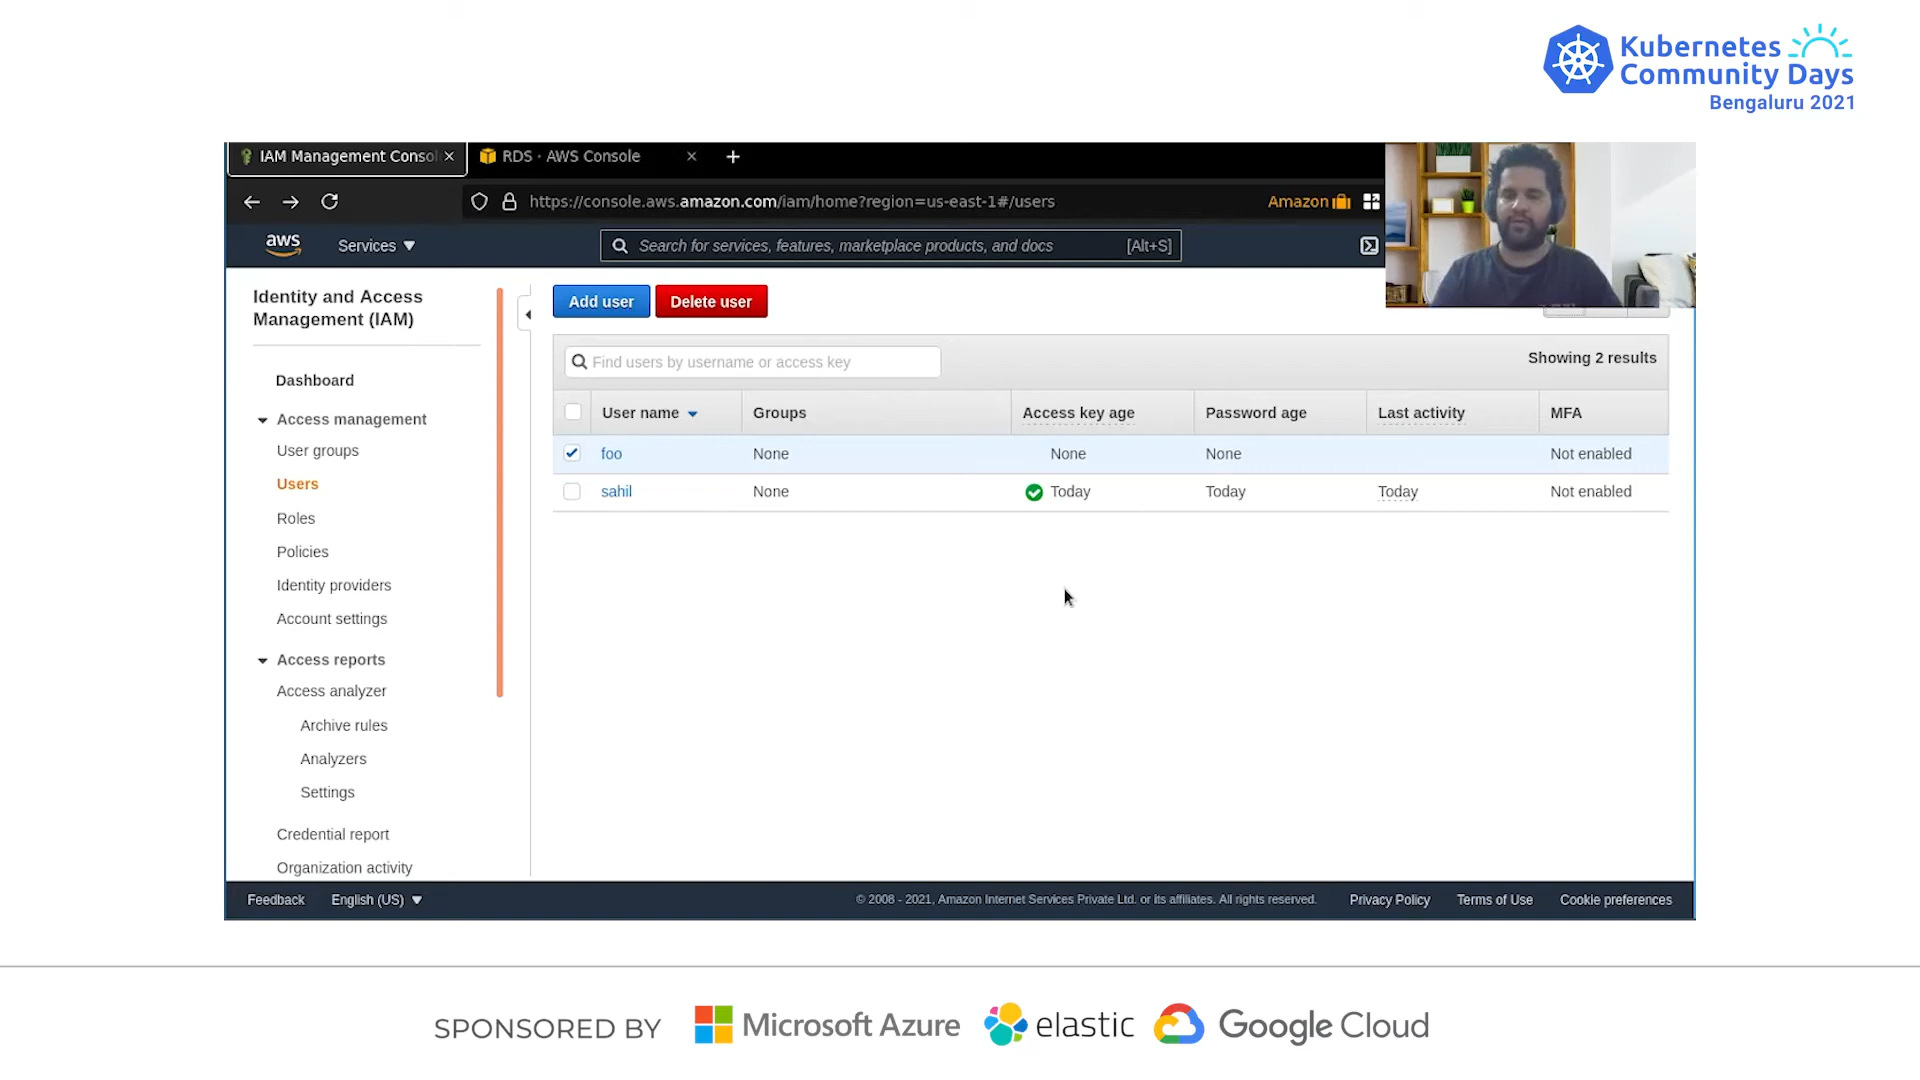 Kubernetes
Community Days
Bengaluru 2021
IAM Management Consol
RDS · AWS Console
https://console.aws.amazon.com/iam/home?region=us-east-1#/users
Amazon
aws
Services
Search for services, features, marketplace products, and docs
[Alt+S]
Identity and Access
Management (IAM)
Dashboard
Access management
User groups
Users
Roles
Policies
Identity providers
Account settings
Access reports
Access analyzer
Archive rules
Analyzers
Settings
Credential report
Organization activity
Add user
Delete user
Find users by username or access key
Showing 2 results
User name Groups Access key age Password age Last activity MFA
foo None None None Not enabled
sahil None Today Today Today Not enabled
Feedback
English (US)
© 2008 - 2021, Amazon Internet Services Private Ltd. or its affiliates. All rights reserved.
Privacy Policy
Terms of Use
Cookie preferences
SPONSORED BY
Microsoft Azure
elastic
Google Cloud